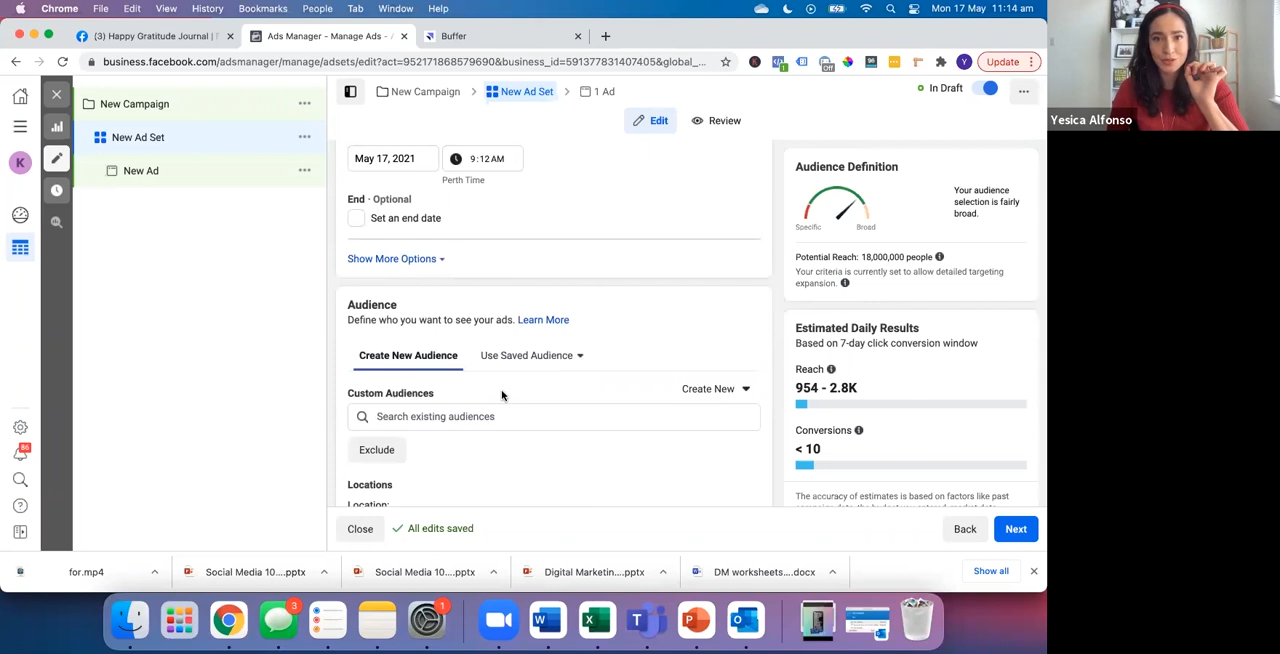 Chrome File Edit View History Bookmarks People Tab Window Help Mon 17 May 11:14 am
(3) Happy Gratitude Journal | F Ads Manager - Manage Ads - A Buffer
business.facebook.com/adsmanager/manage/adsets/edit?act=952171868579690&business_id=591377831407405&global_... Update
Off 1 96 Y
New Campaign
New Ad Set
New Ad
K
86
New Campaign New Ad Set 1 Ad In Draft
Edit Review
May 17, 2021 9:12 AM
Perth Time
End · Optional
Set an end date
Show More Options
Audience
Define who you want to see your ads. Learn More
Create New Audience Use Saved Audience
Custom Audiences Create New
Search existing audiences
Exclude
Locations
Location:
Audience Definition
Your audience
selection is fairly
broad.
Specific Broad
Potential Reach: 18,000,000 people
Your criteria is currently set to allow detailed targeting
expansion.
Estimated Daily Results
Based on 7-day click conversion window
Reach
954 - 2.8K
Conversions
< 10
The accuracy of estimates is based on factors like past
Close All edits saved Back Next
for.mp4 Social Media 10....pptx Social Media 10....pptx Digital Marketin....pptx DM worksheets....docx Show all
3 1
Yesica Alfonso